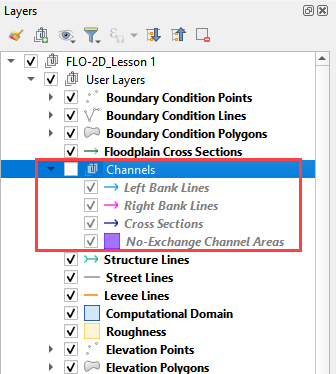 Layers
FLO-2D_Lesson 1
User Layers
Boundary Condition Points
Boundary Condition Lines
Boundary Condition Polygons
Floodplain Cross Sections
Channels
Left Bank Lines
Right Bank Lines
Cross Sections
No-Exchange Channel Areas
Structure Lines
Street Lines
Levee Lines
Computational Domain
Roughness
Elevation Points
Elevation Polygons